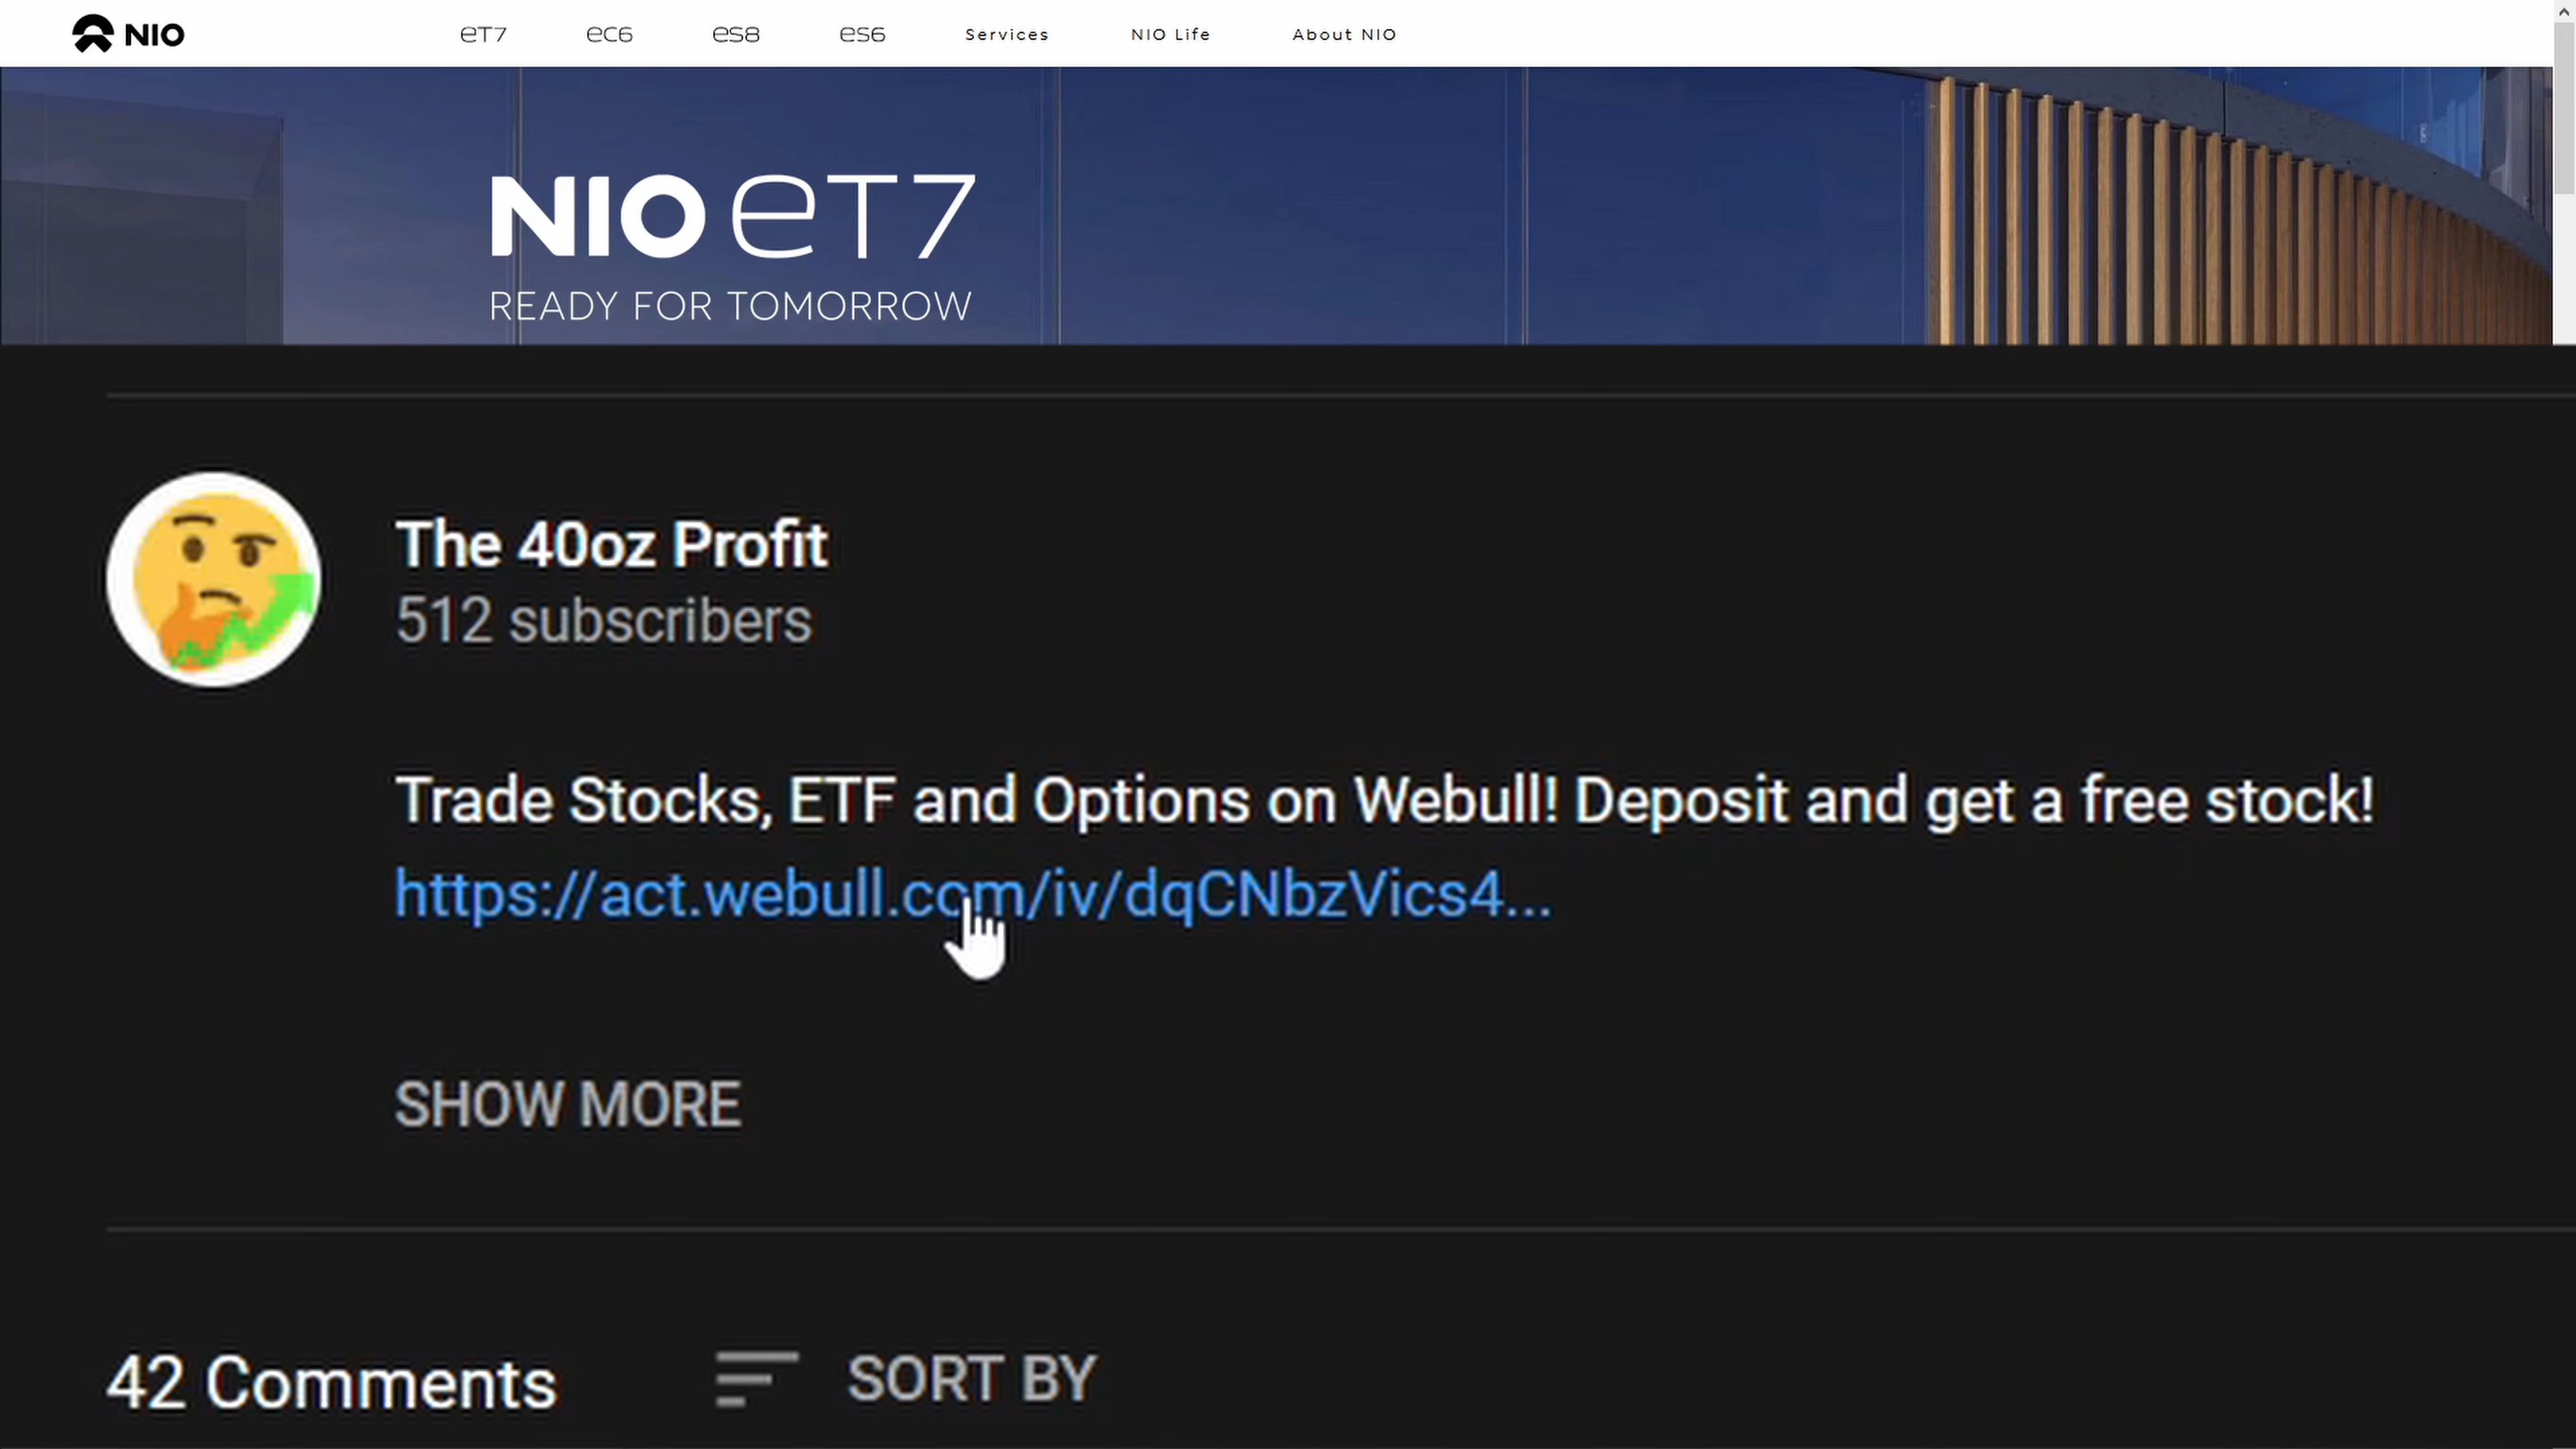 NIO
eT7
eC6
eS8
eS6
Services
NIO Life
About NIO
NIO eT7
READY FOR TOMORROW
The 40oz Profit
512 subscribers
Trade Stocks, ETF and Options on Webull! Deposit and get a free stock!
https://act.webull.com/iv/dqCNbzVics4...
SHOW MORE
42 Comments
SORT BY